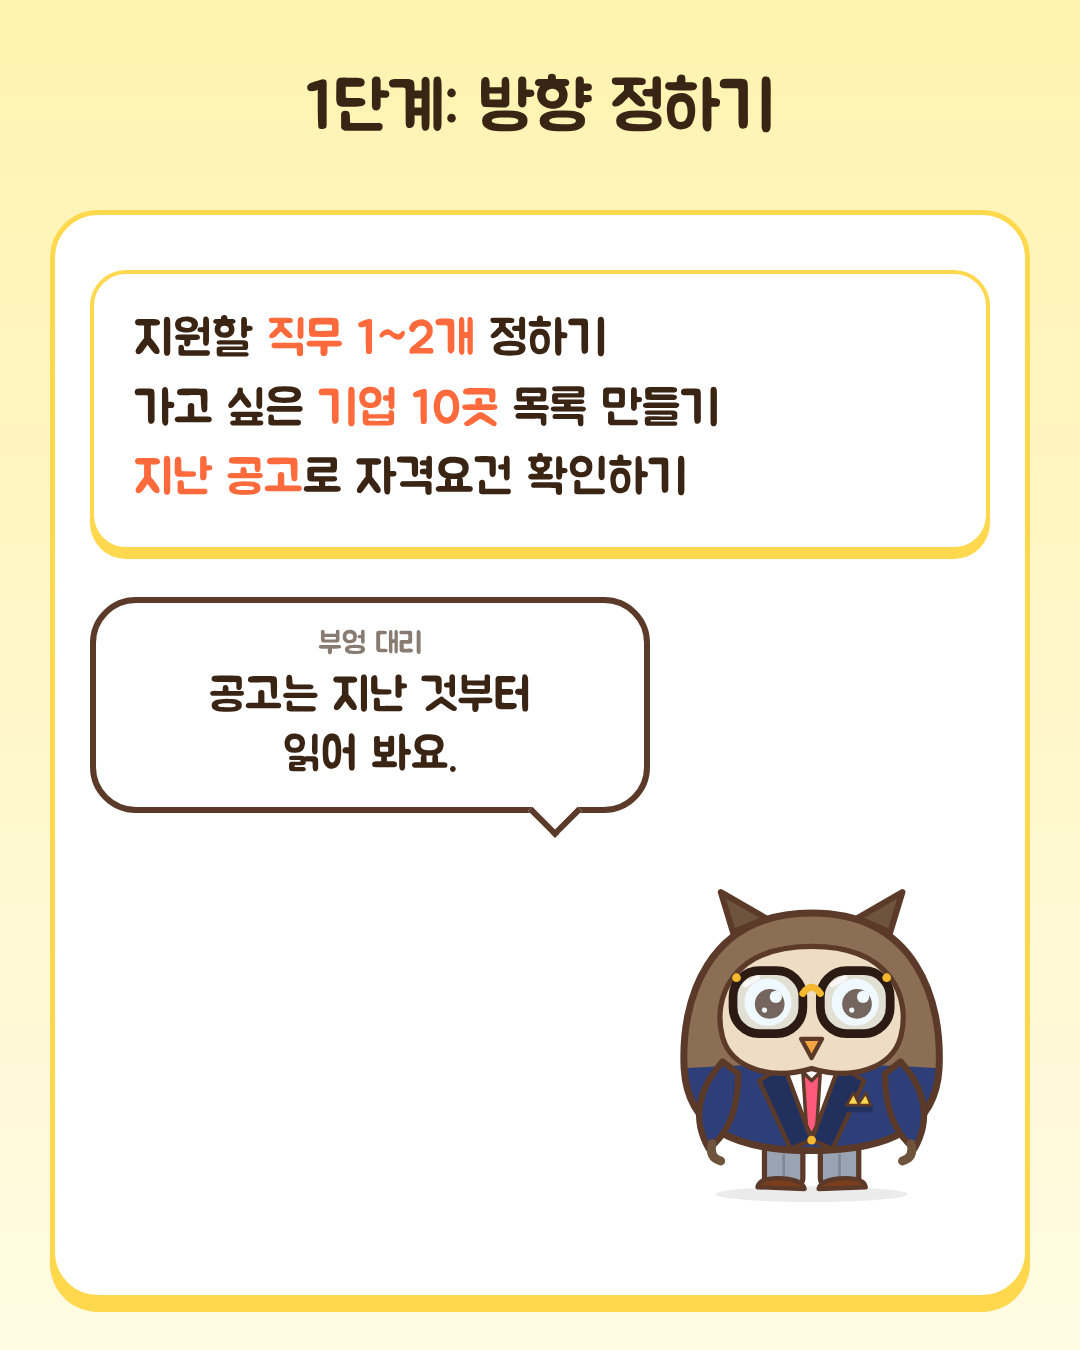 1단계: 방향 정하기
지원할 직무 1~2개 정하기
가고 싶은 기업 10곳 목록 만들기
지난 공고로 자격요건 확인하기
부엉 대리
공고는 지난 것부터
읽어 봐요.